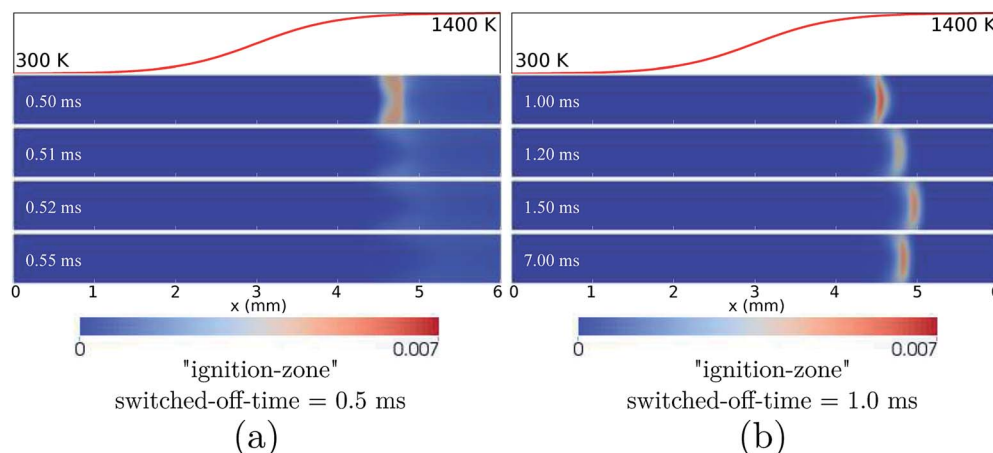 300 K
1400 K
0.50 ms
0.51 ms
0.52 ms
0.55 ms
0 1 2 3 4 5 6
x (mm)
0 0.007
"ignition-zone"
switched-off-time = 0.5 ms
(a)
300 K
1400 K
1.00 ms
1.20 ms
1.50 ms
7.00 ms
0 1 2 3 4 5 6
x (mm)
0 0.007
"ignition-zone"
switched-off-time = 1.0 ms
(b)